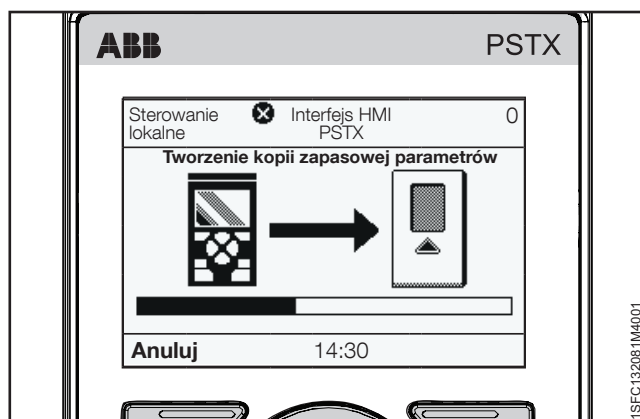 ABB PSTX
Sterowanie lokalne Interfejs HMI PSTX 0
Tworzenie kopii zapasowej parametrów
Anuluj 14:30
1SFC132081M4001